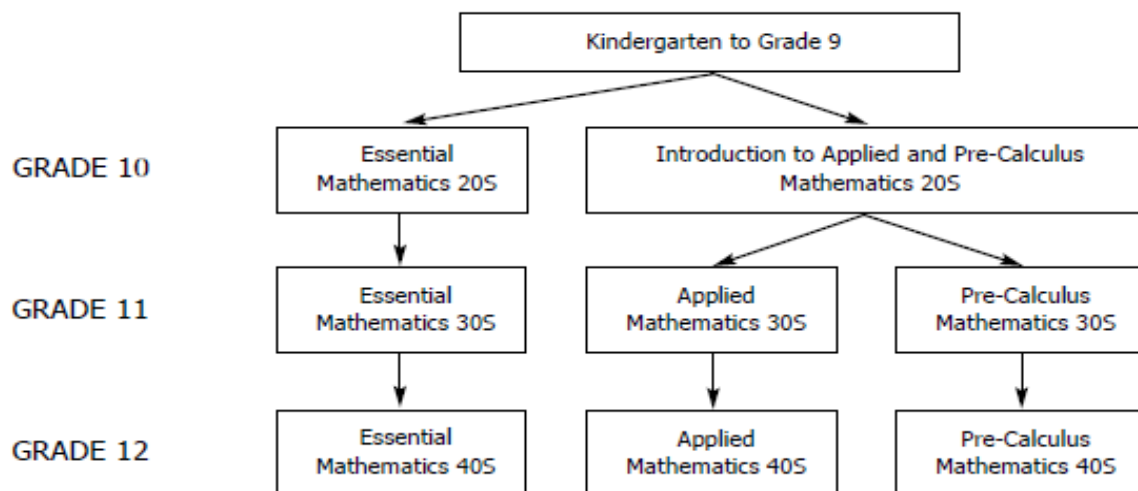 Kindergarten to Grade 9
GRADE 10
Essential
Mathematics 20S
Introduction to Applied and Pre-Calculus
Mathematics 20S
GRADE 11
Essential
Mathematics 30S
Applied
Mathematics 30S
Pre-Calculus
Mathematics 30S
GRADE 12
Essential
Mathematics 40S
Applied
Mathematics 40S
Pre-Calculus
Mathematics 40S